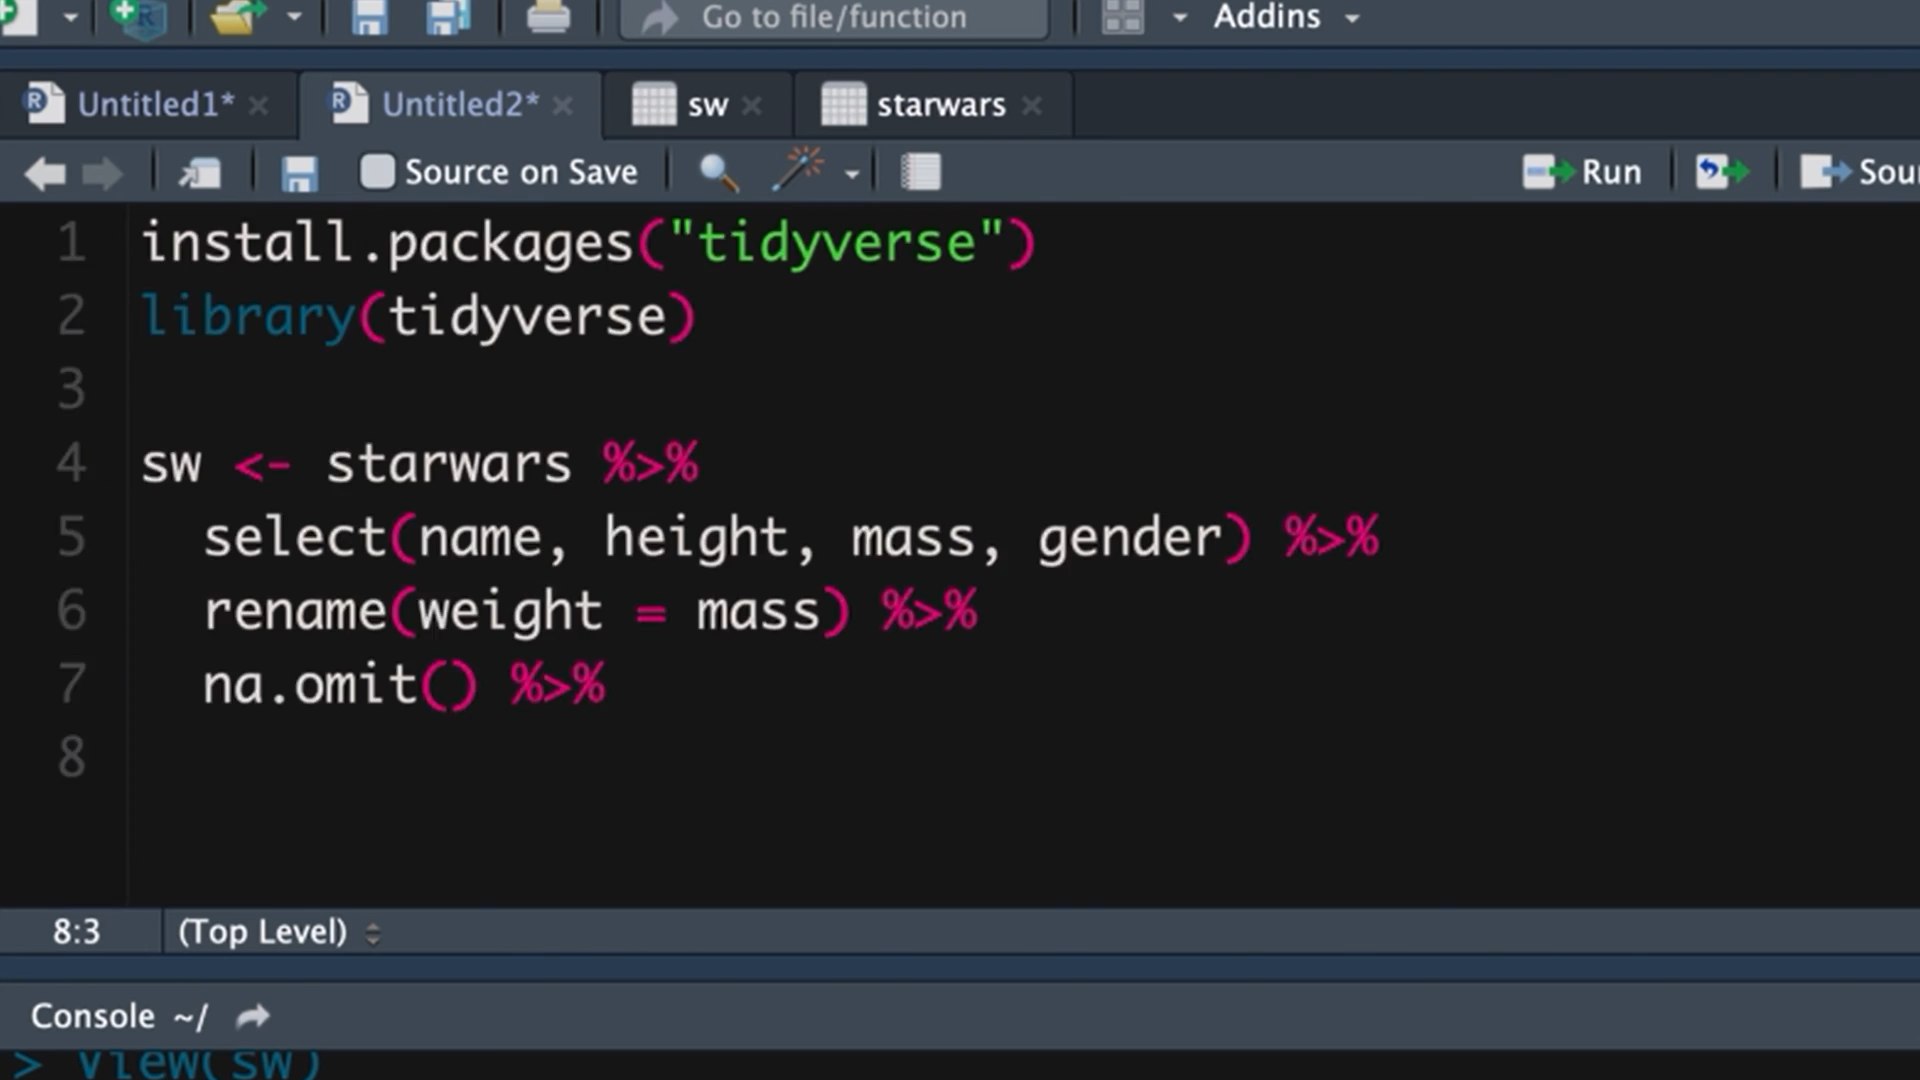 Go to file/function
Addins
Untitled1*
Untitled2*
sw
starwars
Source on Save
Run
Sou
1 install.packages("tidyverse")
2 library(tidyverse)
3
4 sw <- starwars %>%
5 select(name, height, mass, gender) %>%
6 rename(weight = mass) %>%
7 na.omit() %>%
8
8:3
(Top Level)
Console ~/
> View(sw)